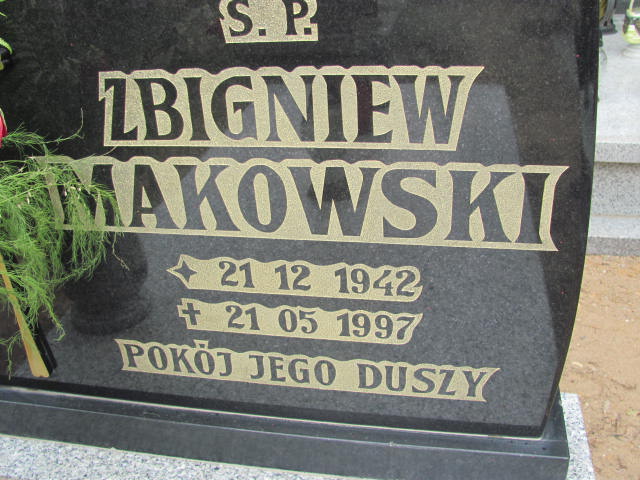 Ś.P.
ZBIGNIEW
MAKOWSKI
21 12 1942
21 05 1997
POKÓJ JEGO DUSZY